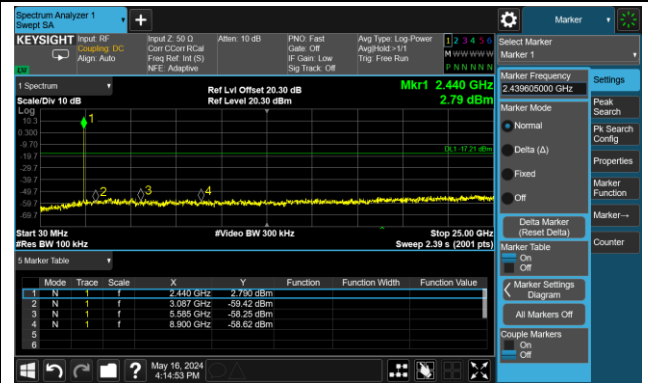 Spectrum Analyzer 1
Swept SA
+
Marker
KEYSIGHT Input: RF Input Z: 50 Ω Atten: 10 dB PNO: Fast Avg Type: Log-Power 1 2 3 4 5 6
Coupling: DC Corr CCorr RCal Gate: Off Avg|Hold:>1/1 M W W W W W
Align: Auto Freq Ref: Int (S) IF Gain: Low Trig: Free Run
NFE: Adaptive Sig Track: Off P N N N N N
Select Marker
Marker 1
1 Spectrum
Ref Lvl Offset 20.30 dB
Mkr1 2.440 GHz
Scale/Div 10 dB
Ref Level 20.30 dBm
2.79 dBm
Log
10.3
0.300
-9.70
-19.7
-29.7
-39.7
-49.7
-59.7
-69.7
1
2
3
4
DL1 -17.21 dBm
Start 30 MHz #Video BW 300 kHz Stop 25.00 GHz
#Res BW 100 kHz Sweep 2.39 s (2001 pts)
5 Marker Table
Mode Trace Scale X Y Function Function Width Function Value
1 N 1 f 2.440 GHz 2.790 dBm
2 N 1 f 3.087 GHz -59.42 dBm
3 N 1 f 5.585 GHz -58.25 dBm
4 N 1 f 8.900 GHz -58.62 dBm
5
6
Marker Frequency
2.439605000 GHz
Marker Mode
Normal
Delta (Δ)
Fixed
Off
Delta Marker
(Reset Delta)
Marker Table
On
Off
Marker Settings
Diagram
All Markers Off
Couple Markers
On
Off
Settings
Peak
Search
Pk Search
Config
Properties
Marker
Function
Marker→
Counter
?
May 16, 2024
4:14:53 PM